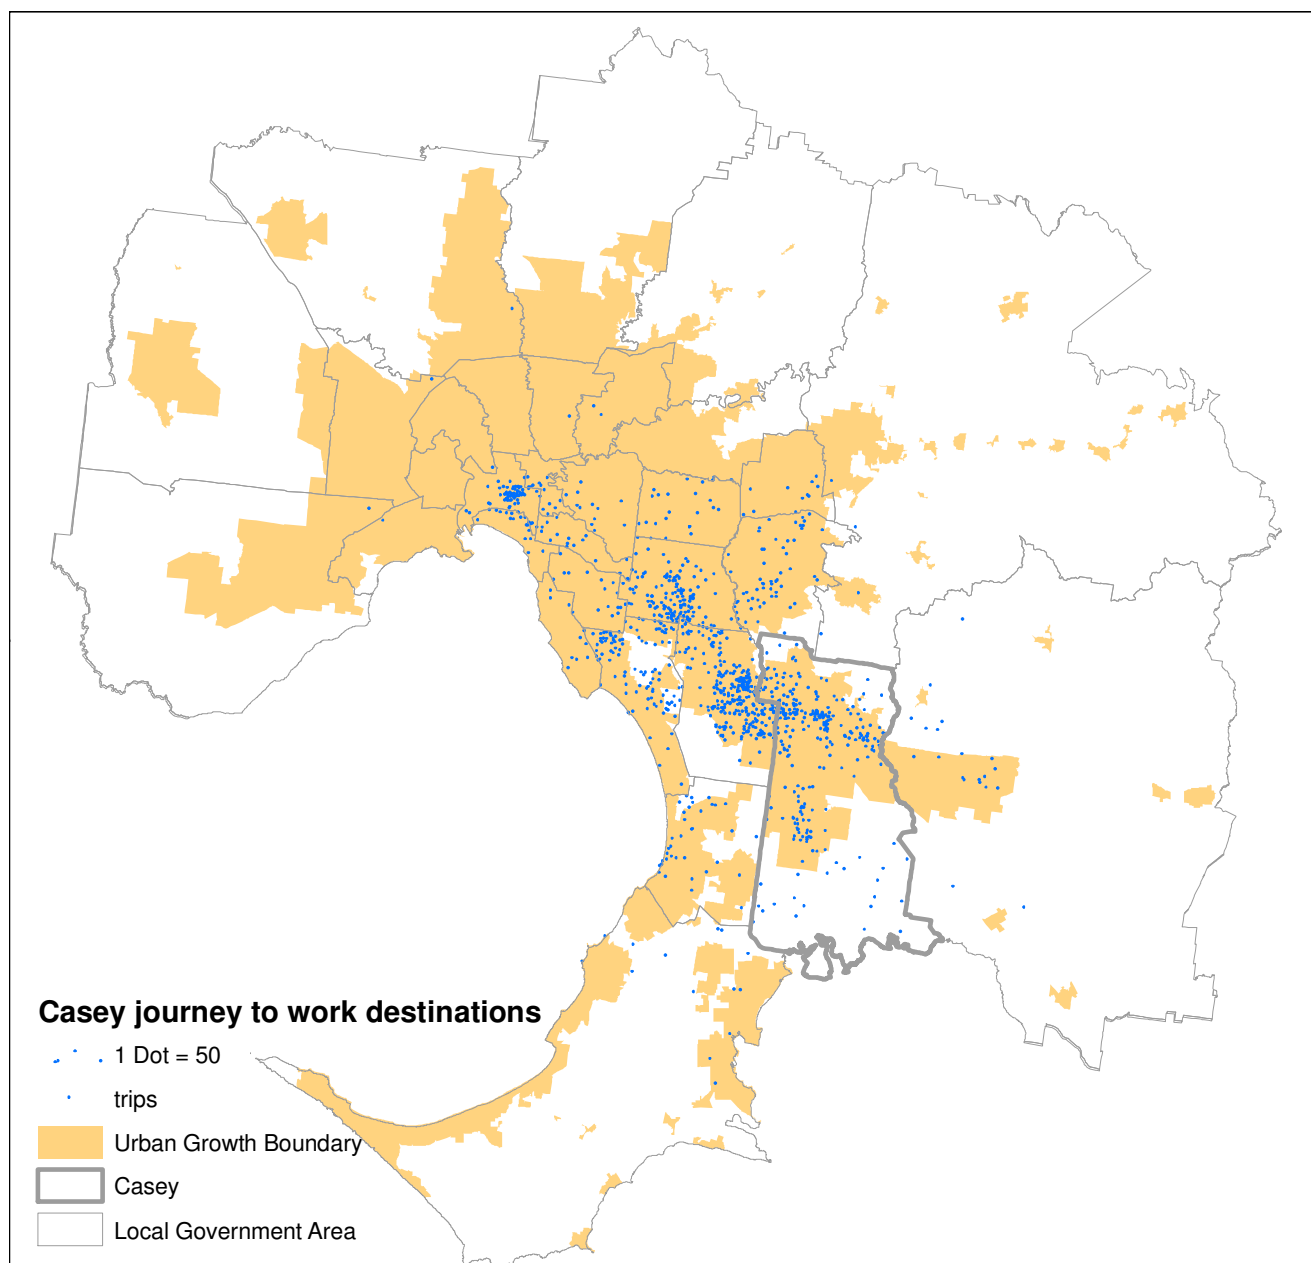 Casey journey to work destinations
1 Dot = 50
trips
Urban Growth Boundary
Casey
Local Government Area